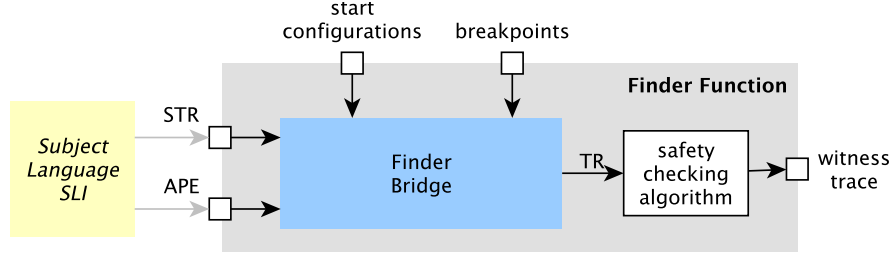 start
configurations
breakpoints
Finder Function
STR
Subject
Language
SLI
APE
Finder
Bridge
TR
safety
checking
algorithm
witness
trace